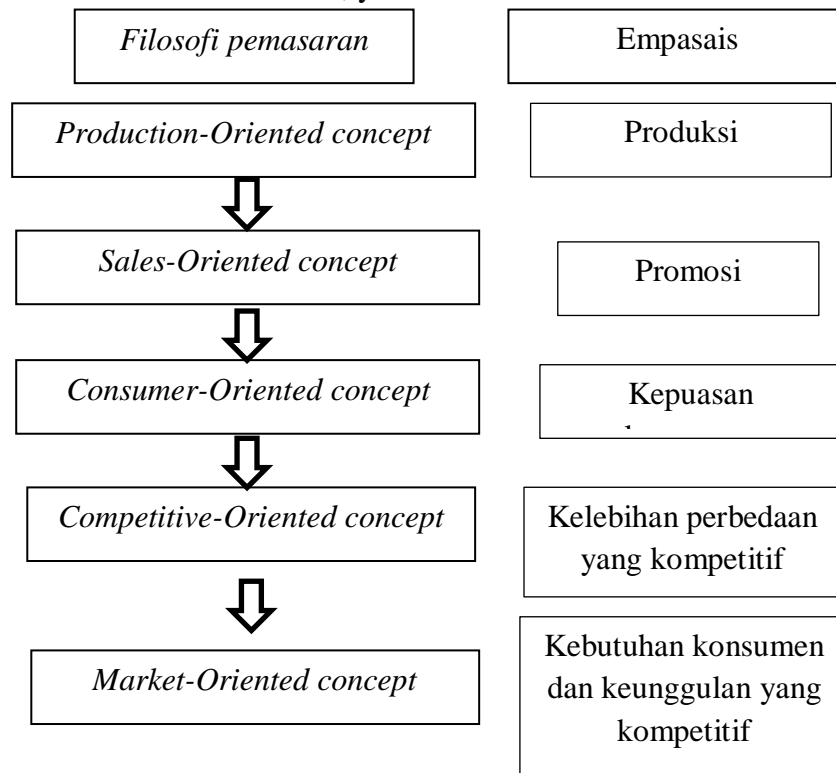 Filosofi pemasaran
Empasais
Production-Oriented concept
Produksi
Sales-Oriented concept
Promosi
Consumer-Oriented concept
Kepuasan
Competitive-Oriented concept
Kelebihan perbedaan
yang kompetitif
Market-Oriented concept
Kebutuhan konsumen
dan keunggulan yang
kompetitif